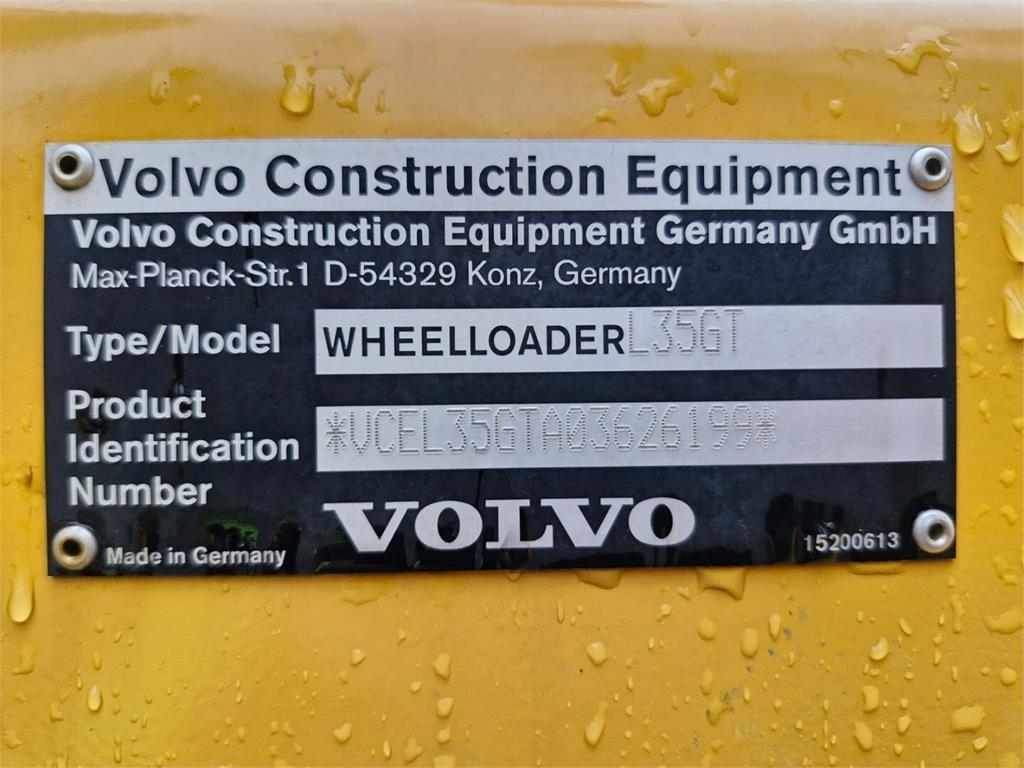 Volvo Construction Equipment
Volvo Construction Equipment Germany GmbH
Max-Planck-Str.1 D-54329 Konz, Germany
Type/Model WHEELLOADER L35GT
Product
Identification
Number
*VCEL35GTA03626199*
Made in Germany
VOLVO
15200613